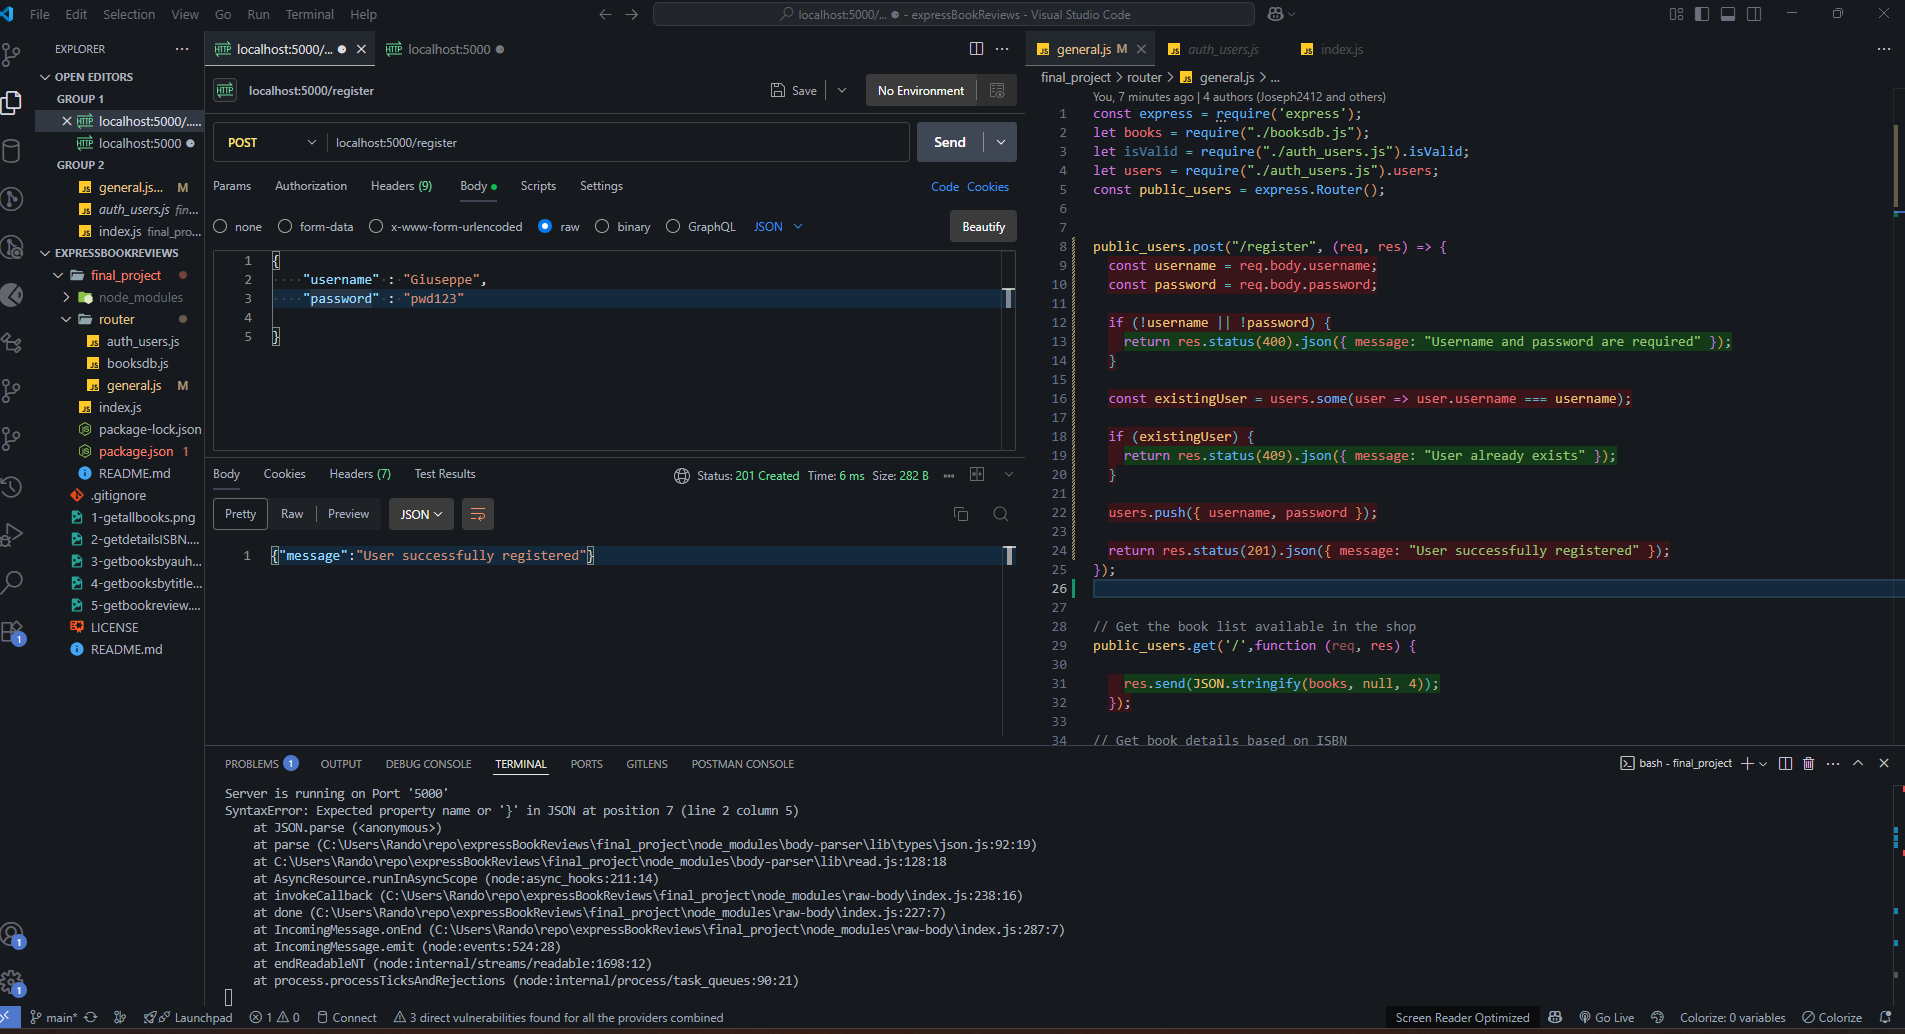 File Edit Selection View Go Run Terminal Help
localhost:5000/... ● - expressBookReviews - Visual Studio Code
EXPLORER
OPEN EDITORS
GROUP 1
localhost:5000/.....
localhost:5000
GROUP 2
general.js... M
auth_users.js fin...
index.js final_pro...
EXPRESSBOOKREVIEWS
final_project
node_modules
router
auth_users.js
booksdb.js
general.js M
index.js
package-lock.json
package.json 1
README.md
.gitignore
1-getallbooks.png
2-getdetailsISBN....
3-getbooksbyauh...
4-getbooksbytitle...
5-getbookreview....
LICENSE
README.md
localhost:5000/... localhost:5000
localhost:5000/register
Save
No Environment
POST localhost:5000/register
Send
Params Authorization Headers (9) Body Scripts Settings
Code Cookies
none form-data x-www-form-urlencoded raw binary GraphQL JSON
Beautify
1 {
2 "username" : "Giuseppe",
3 "password" : "pwd123"
4
5 }
Body Cookies Headers (7) Test Results
Status: 201 Created Time: 6 ms Size: 282 B
Pretty Raw Preview JSON
1 {"message":"User successfully registered"}
general.js M auth_users.js index.js
final_project > router > general.js > ...
You, 7 minutes ago | 4 authors (Joseph2412 and others)
1 const express = require('express');
2 let books = require("./booksdb.js");
3 let isValid = require("./auth_users.js").isValid;
4 let users = require("./auth_users.js").users;
5 const public_users = express.Router();
6
7
8 public_users.post("/register", (req, res) => {
9 const username = req.body.username;
10 const password = req.body.password;
11
12 if (!username || !password) {
13 return res.status(400).json({ message: "Username and password are required" });
14 }
15
16 const existingUser = users.some(user => user.username === username);
17
18 if (existingUser) {
19 return res.status(409).json({ message: "User already exists" });
20 }
21
22 users.push({ username, password });
23
24 return res.status(201).json({ message: "User successfully registered" });
25 });
26
27
28 // Get the book list available in the shop
29 public_users.get('/',function (req, res) {
30
31 res.send(JSON.stringify(books, null, 4));
32 });
33
34 // Get book details based on ISBN
PROBLEMS 1 OUTPUT DEBUG CONSOLE TERMINAL PORTS GITLENS POSTMAN CONSOLE
bash - final_project
Server is running on Port '5000'
SyntaxError: Expected property name or '}' in JSON at position 7 (line 2 column 5)
at JSON.parse (<anonymous>)
at parse (C:\Users\Rando\repo\expressBookReviews\final_project\node_modules\body-parser\lib\types\json.js:92:19)
at C:\Users\Rando\repo\expressBookReviews\final_project\node_modules\body-parser\lib\read.js:128:18
at AsyncResource.runInAsyncScope (node:async_hooks:211:14)
at invokeCallback (C:\Users\Rando\repo\expressBookReviews\final_project\node_modules\raw-body\index.js:238:16)
at done (C:\Users\Rando\repo\expressBookReviews\final_project\node_modules\raw-body\index.js:227:7)
at IncomingMessage.onEnd (C:\Users\Rando\repo\expressBookReviews\final_project\node_modules\raw-body\index.js:287:7)
at IncomingMessage.emit (node:events:524:28)
at endReadableNT (node:internal/streams/readable:1698:12)
at process.processTicksAndRejections (node:internal/process/task_queues:90:21)
main* Launchpad 1 0 Connect 3 direct vulnerabilities found for all the providers combined
Screen Reader Optimized Go Live Colorize: 0 variables Colorize